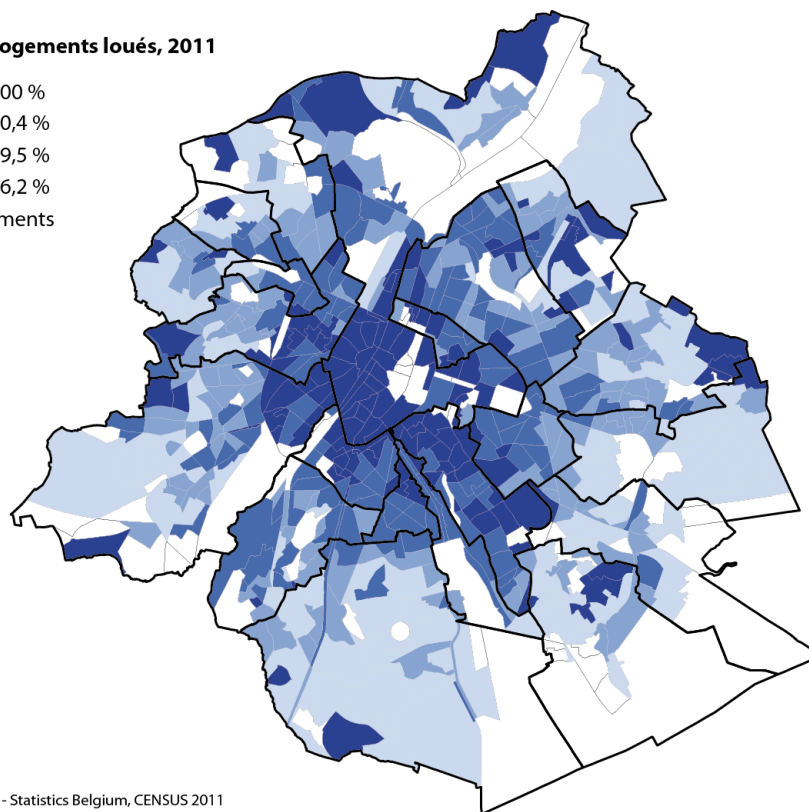 ogements loués, 2011
00 %
0,4 %
9,5 %
6,2 %
ments
- Statistics Belgium, CENSUS 2011